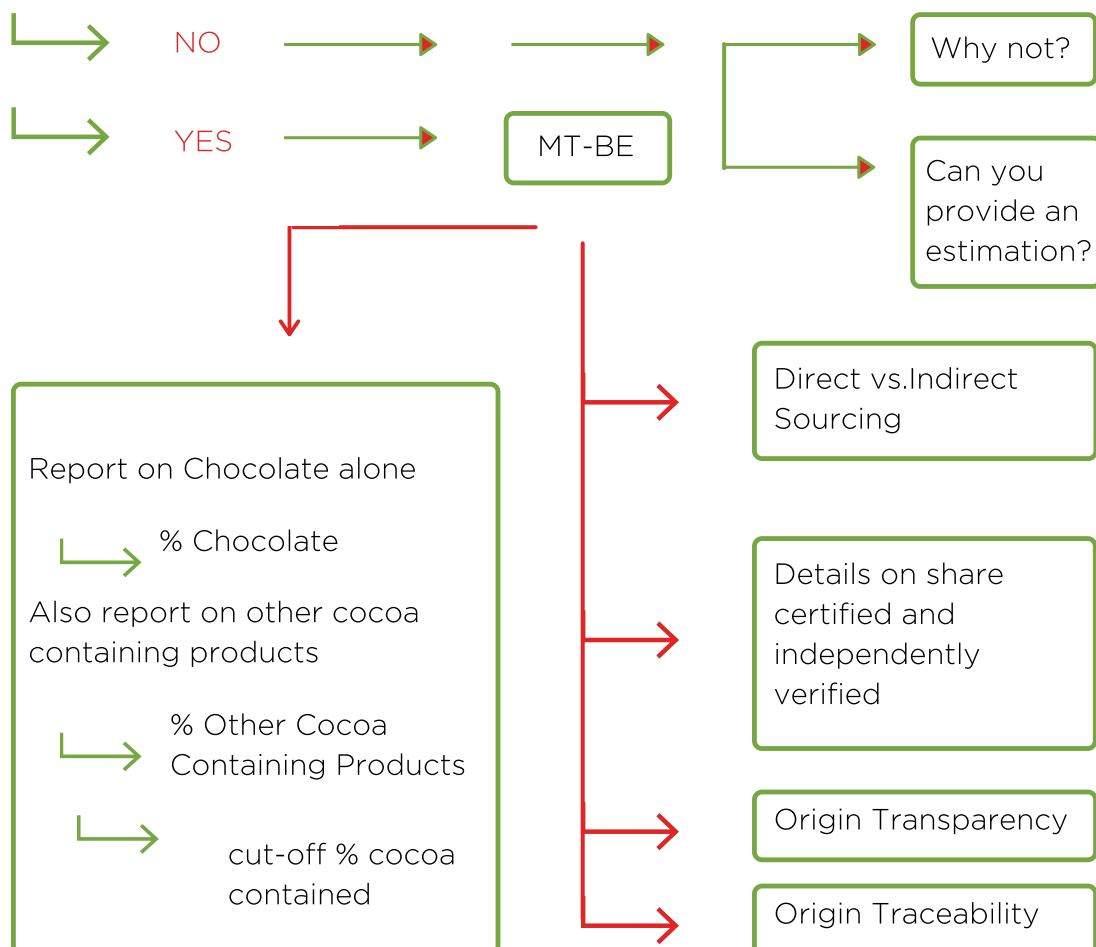 NO
Why not?
YES
MT-BE
Can you
provide an
estimation?
Direct vs.Indirect
Sourcing
Report on Chocolate alone
% Chocolate
Also report on other cocoa
containing products
% Other Cocoa
Containing Products
cut-off % cocoa
contained
Details on share
certified and
independently
verified
Origin Transparency
Origin Traceability